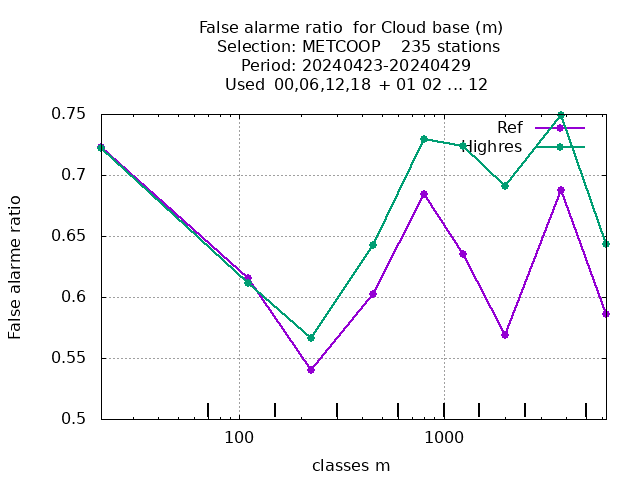 False alarme ratio  for Cloud base (m)
Selection: METCOOP    235 stations
Period: 20240423-20240429
Used  00,06,12,18  + 01 02 ... 12
0.75
0.7
0.65
0.6
0.55
0.5
False alarme ratio
Ref
Highres
100
1000
classes m